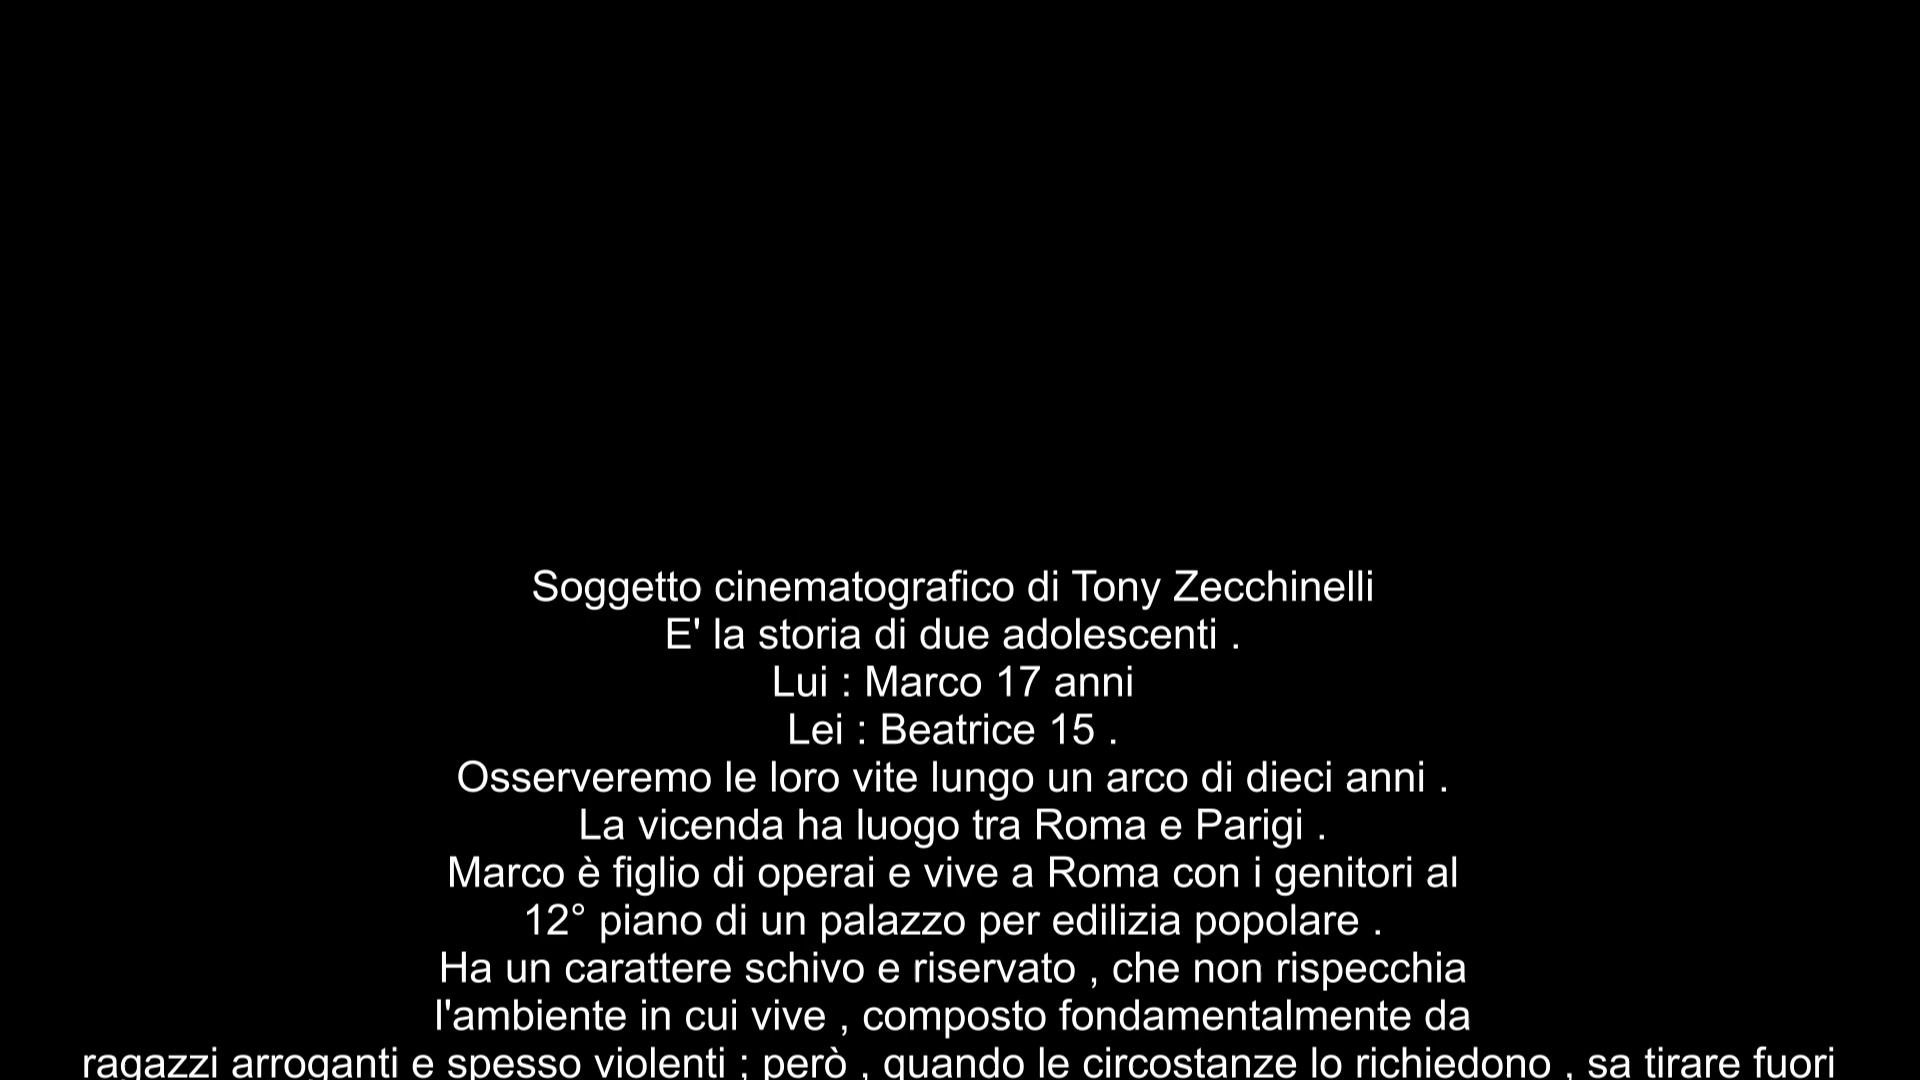 Soggetto cinematografico di Tony Zecchinelli
E' la storia di due adolescenti .
Lui : Marco 17 anni
Lei : Beatrice 15 .
Osserveremo le loro vite lungo un arco di dieci anni .
La vicenda ha luogo tra Roma e Parigi .
Marco è figlio di operai e vive a Roma con i genitori al
12° piano di un palazzo per edilizia popolare .
Ha un carattere schivo e riservato , che non rispecchia
l'ambiente in cui vive , composto fondamentalmente da
ragazzi arroganti e spesso violenti ; però , quando le circostanze lo richiedono , sa tirare fuori